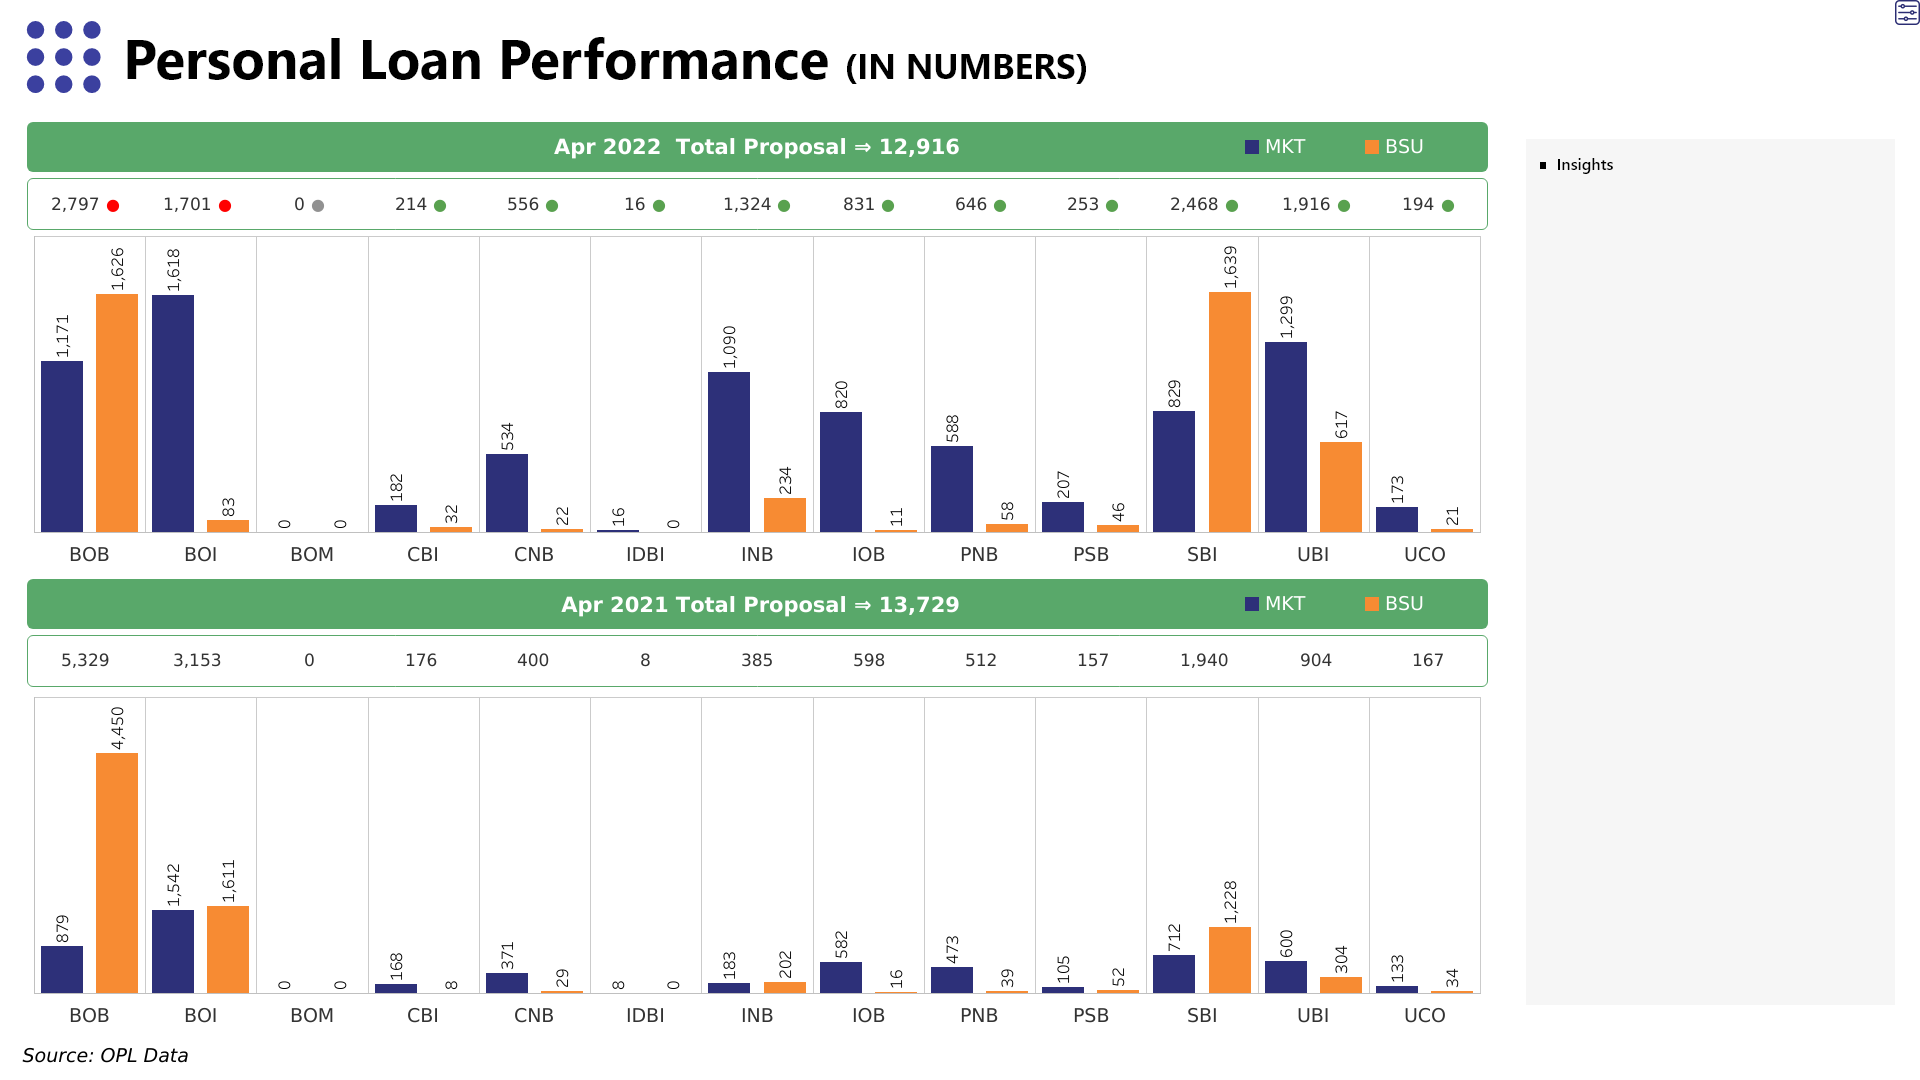 Personal Loan Performance (IN NUMBERS)
Apr 2022 Total Proposal ⇒ 12,916
MKT BSU
2,797 1,701 0 214 556 16 1,324 831 646 253 2,468 1,916 194
1,171 1,626 1,618 83 0 0 182 32 534 22 16 0 1,090 234 820 11 588 58 207 46 829 1,639 1,299 617 173 21
BOB BOI BOM CBI CNB IDBI INB IOB PNB PSB SBI UBI UCO
Apr 2021 Total Proposal ⇒ 13,729
MKT BSU
5,329 3,153 0 176 400 8 385 598 512 157 1,940 904 167
879 4,450 1,542 1,611 0 0 168 8 371 29 8 0 183 202 582 16 473 39 105 52 712 1,228 600 304 133 34
BOB BOI BOM CBI CNB IDBI INB IOB PNB PSB SBI UBI UCO
Source: OPL Data
▪ Insights